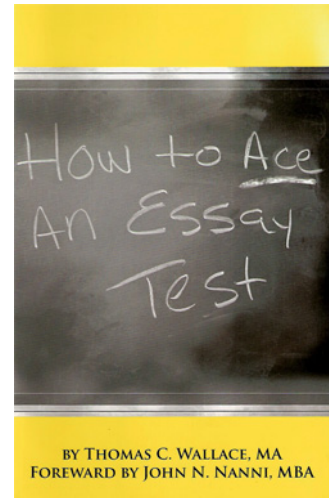 How to Ace
An Essay
Test
BY THOMAS C. WALLACE, MA
FOREWARD BY JOHN N. NANNI, MBA